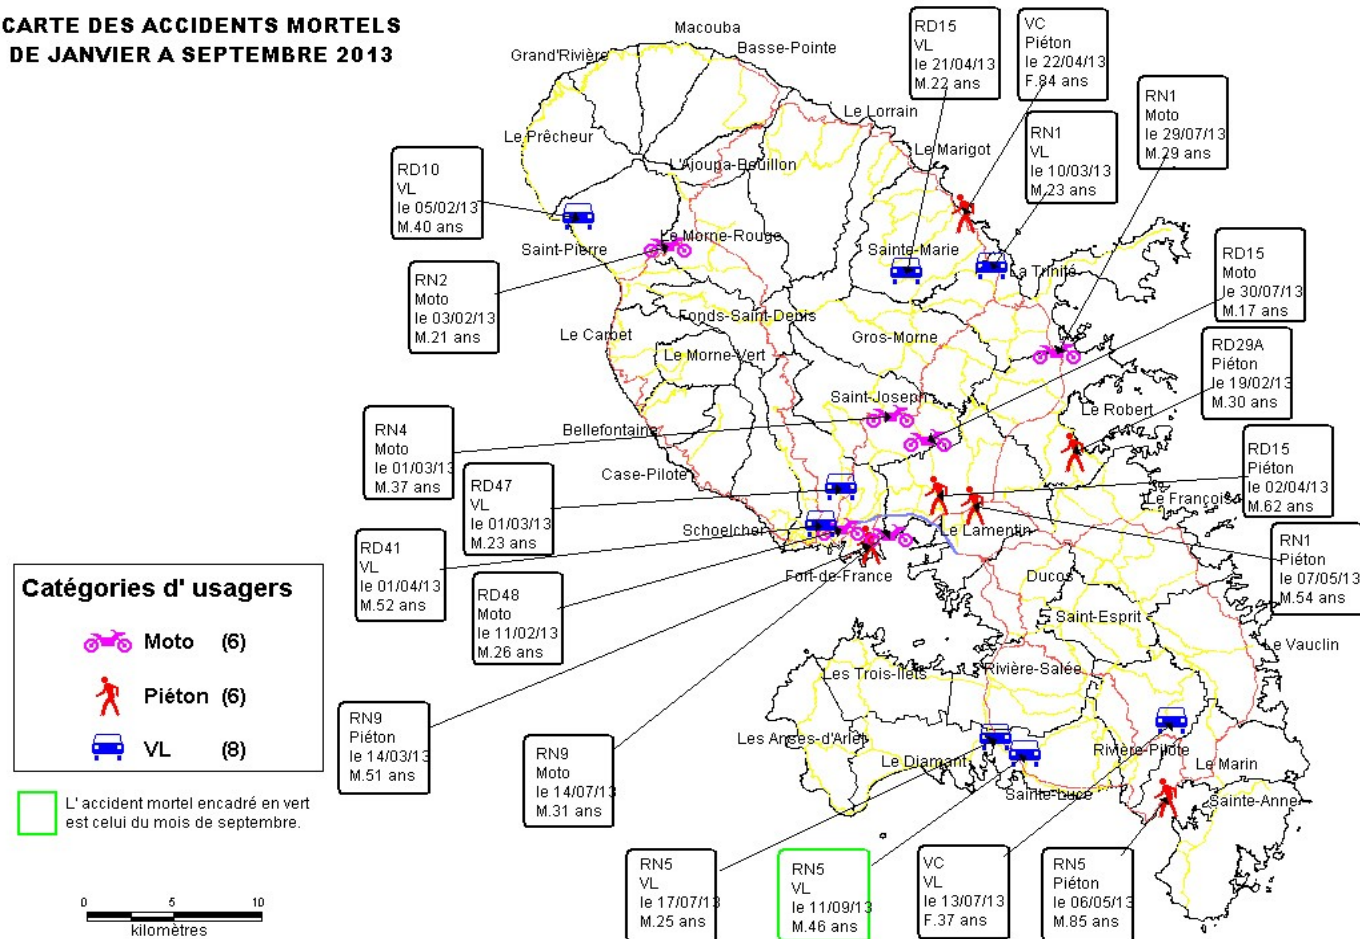 CARTE DES ACCIDENTS MORTELS
DE JANVIER A SEPTEMBRE 2013
Macouba
Grand'Rivière
Basse-Pointe
RD15
VL
le 21/04/13
M.22 ans
VC
Piéton
le 22/04/13
F.84 ans
RN1
Moto
le 29/07/13
M.29 ans
Le Lorrain
RN1
VL
le 10/03/13
M.23 ans
Le Prêcheur
Le Marigot
L'Ajoupa-Bouillon
RD10
VL
le 05/02/13
M.40 ans
Saint-Pierre
Le Morne-Rouge
Sainte-Marie
La Trinité
RD15
Moto
le 30/07/13
M.17 ans
RN2
Moto
le 03/02/13
M.21 ans
Fonds-Saint-Denis
Le Carbet
Gros-Morne
Le Morne-Vert
RD29A
Piéton
le 19/02/13
M.30 ans
Saint-Joseph
Le Robert
Bellefontaine
RN4
Moto
le 01/03/13
M.37 ans
Case-Pilote
RD47
VL
le 01/03/13
M.23 ans
RD15
Piéton
le 02/04/13
M.62 ans
Le François
Schoelcher
Le Lamentin
RD41
VL
le 01/04/13
M.52 ans
RN1
Piéton
le 07/05/13
M.54 ans
Fort-de-France
Ducos
RD48
Moto
le 11/02/13
M.26 ans
Saint-Esprit
Le Vauclin
Catégories d' usagers
Moto (6)
Piéton (6)
VL (8)
Les Trois-Ilets
Rivière-Salée
RN9
Piéton
le 14/03/13
M.51 ans
RN9
Moto
le 14/07/13
M.31 ans
Les Anses-d'Arlet
Le Diamant
Rivière-Pilote
Le Marin
Sainte-Luce
Sainte-Anne
L' accident mortel encadré en vert
est celui du mois de septembre.
RN5
VL
le 17/07/13
M.25 ans
RN5
VL
le 11/09/13
M.46 ans
VC
VL
le 13/07/13
F.37 ans
RN5
Piéton
le 06/05/13
M.85 ans
0 5 10
kilomètres